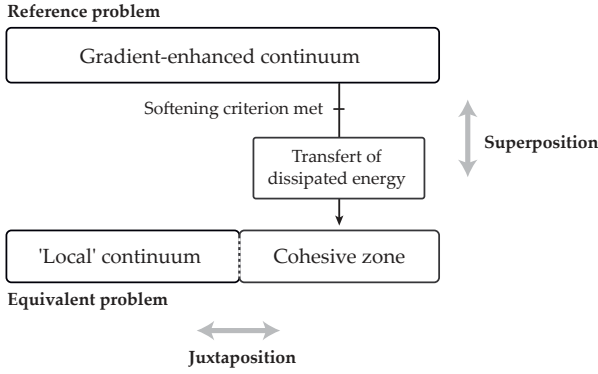 Reference problem
Gradient-enhanced continuum
Softening criterion met
Superposition
Transfert of
dissipated energy
'Local' continuum
Cohesive zone
Equivalent problem
Juxtaposition